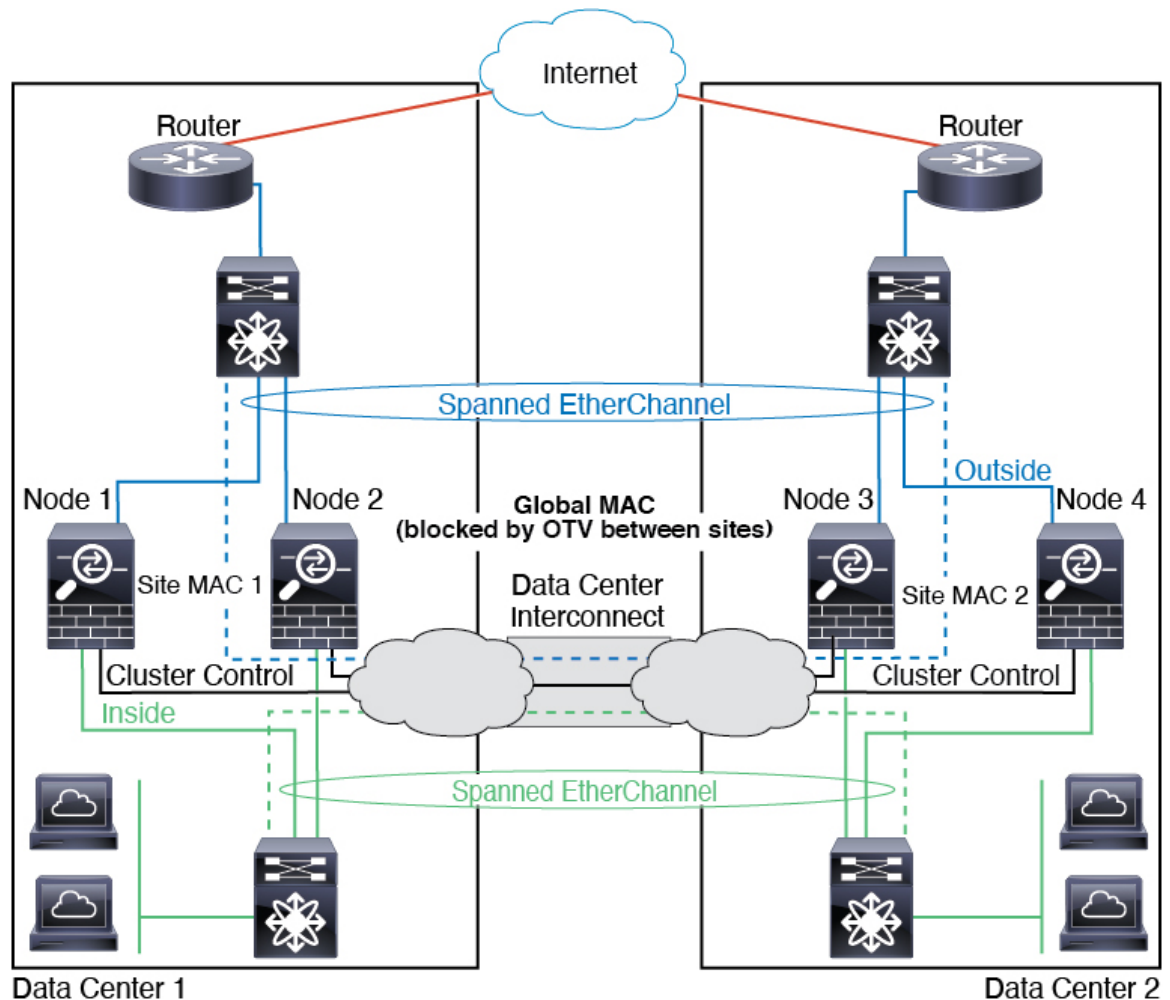 Internet
Router
Router
Spanned EtherChannel
Outside
Node 1
Node 2
Global MAC
(blocked by OTV between sites)
Node 3
Node 4
Site MAC 1
Data Center
Interconnect
Site MAC 2
Cluster Control
Cluster Control
Inside
Spanned EtherChannel
Data Center 1
Data Center 2